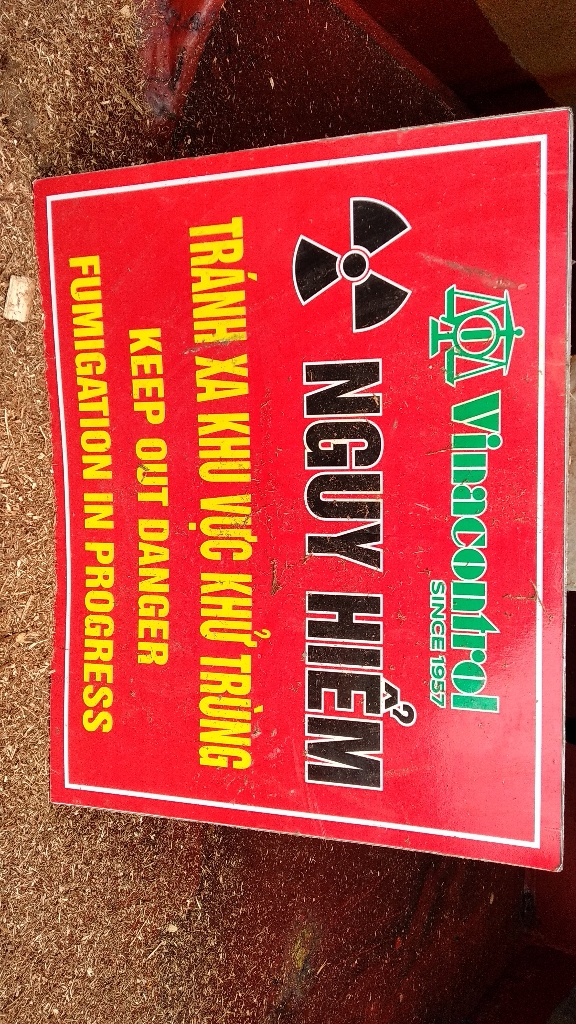 Vinacontrol
SINCE 1957
NGUY HIỂM
TRÁNH XA KHU VỰC KHỬ TRÙNG
KEEP OUT DANGER
FUMIGATION IN PROGRESS